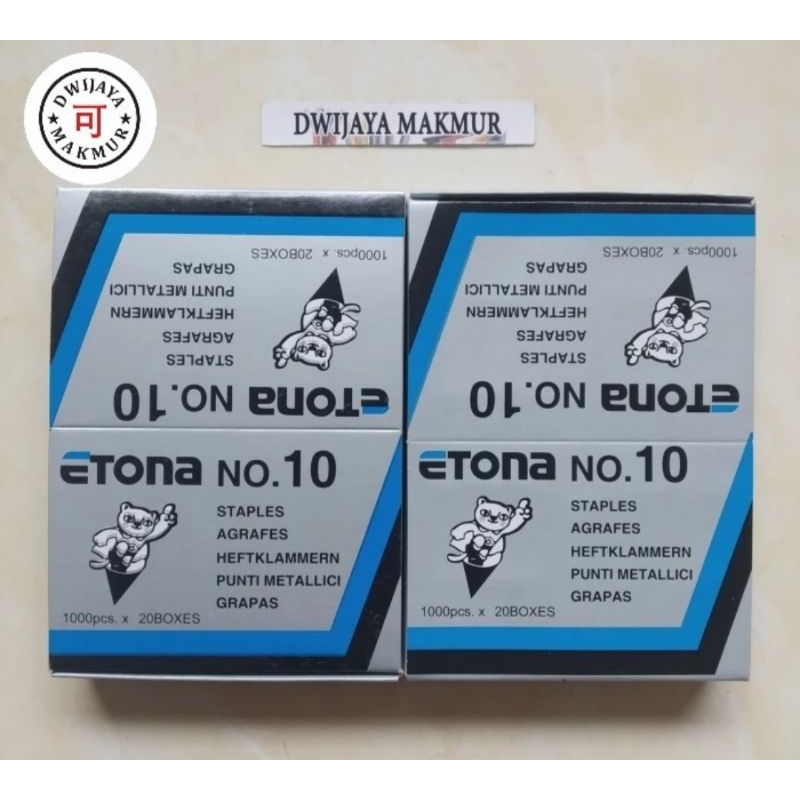 DWIJAYA
可
MAKMUR
DWIJAYA MAKMUR
1000pcs. x 20BOXES
GRAPAS
PUNTI METALLICI
HEFTKLAMMERN
AGRAFES
STAPLES
ETONA NO.10
ETONA NO.10
STAPLES
AGRAFES
HEFTKLAMMERN
PUNTI METALLICI
GRAPAS
1000pcs. x 20BOXES
1000pcs. x 20BOXES
GRAPAS
PUNTI METALLICI
HEFTKLAMMERN
AGRAFES
STAPLES
ETONA NO.10
ETONA NO.10
STAPLES
AGRAFES
HEFTKLAMMERN
PUNTI METALLICI
GRAPAS
1000pcs. x 20BOXES